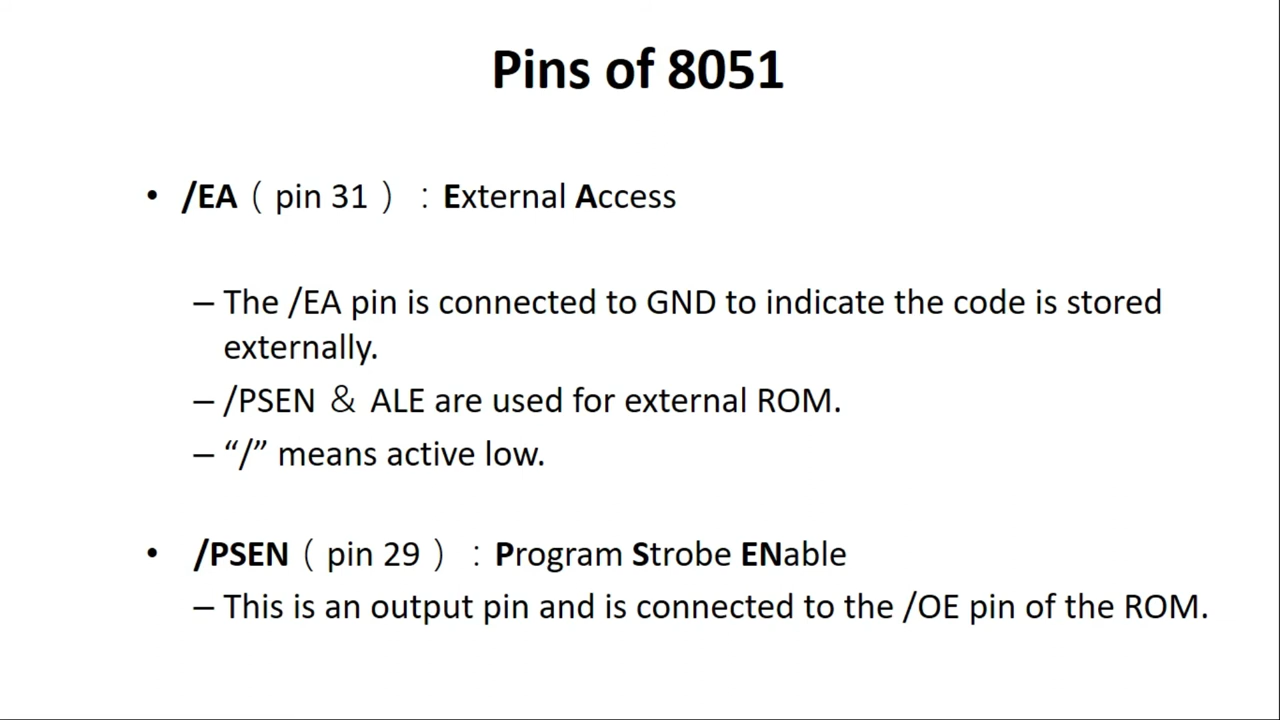 Pins of 8051
• /EA（pin 31）：External Access
– The /EA pin is connected to GND to indicate the code is stored
externally.
– /PSEN ＆ ALE are used for external ROM.
– “/” means active low.
• /PSEN（pin 29）：Program Strobe ENable
– This is an output pin and is connected to the /OE pin of the ROM.